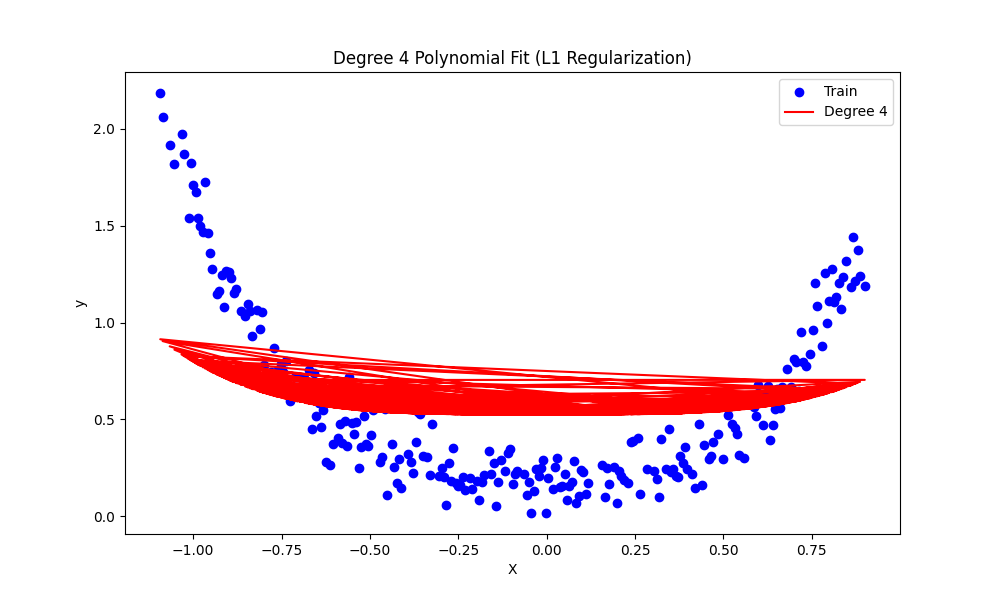 Degree 4 Polynomial Fit (L1 Regularization)
Train
Degree 4
2.0
1.5
1.0
0.5
0.0
y
−1.00 −0.75 −0.50 −0.25 0.00 0.25 0.50 0.75
X